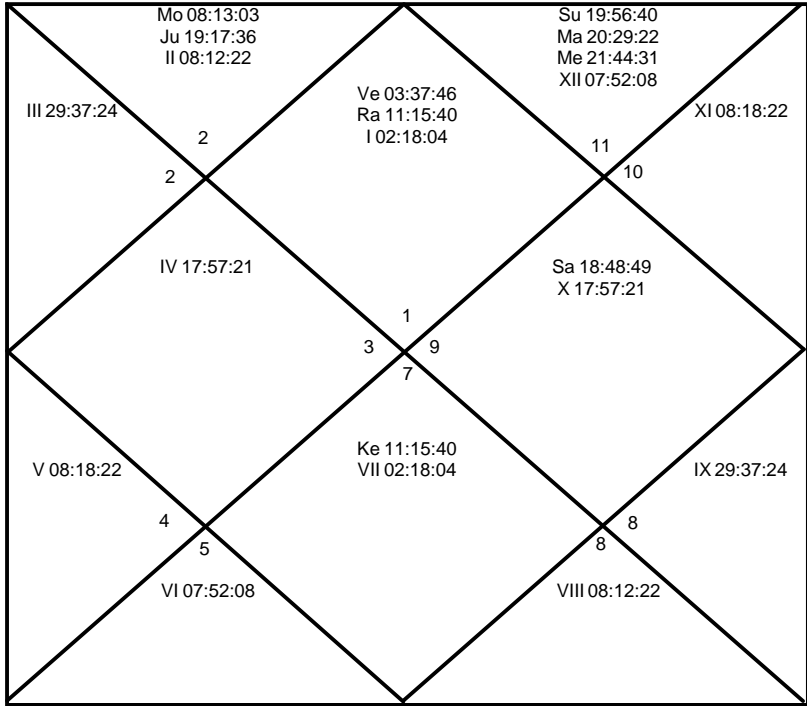 Mo 08:13:03
Ju 19:17:36
II 08:12:22
Su 19:56:40
Ma 20:29:22
Me 21:44:31
XII 07:52:08
Ve 03:37:46
Ra 11:15:40
I 02:18:04
III 29:37:24
XI 08:18:22
2
11
2
10
IV 17:57:21
Sa 18:48:49
X 17:57:21
1
3
9
7
Ke 11:15:40
VII 02:18:04
V 08:18:22
IX 29:37:24
4
8
5
8
VI 07:52:08
VIII 08:12:22